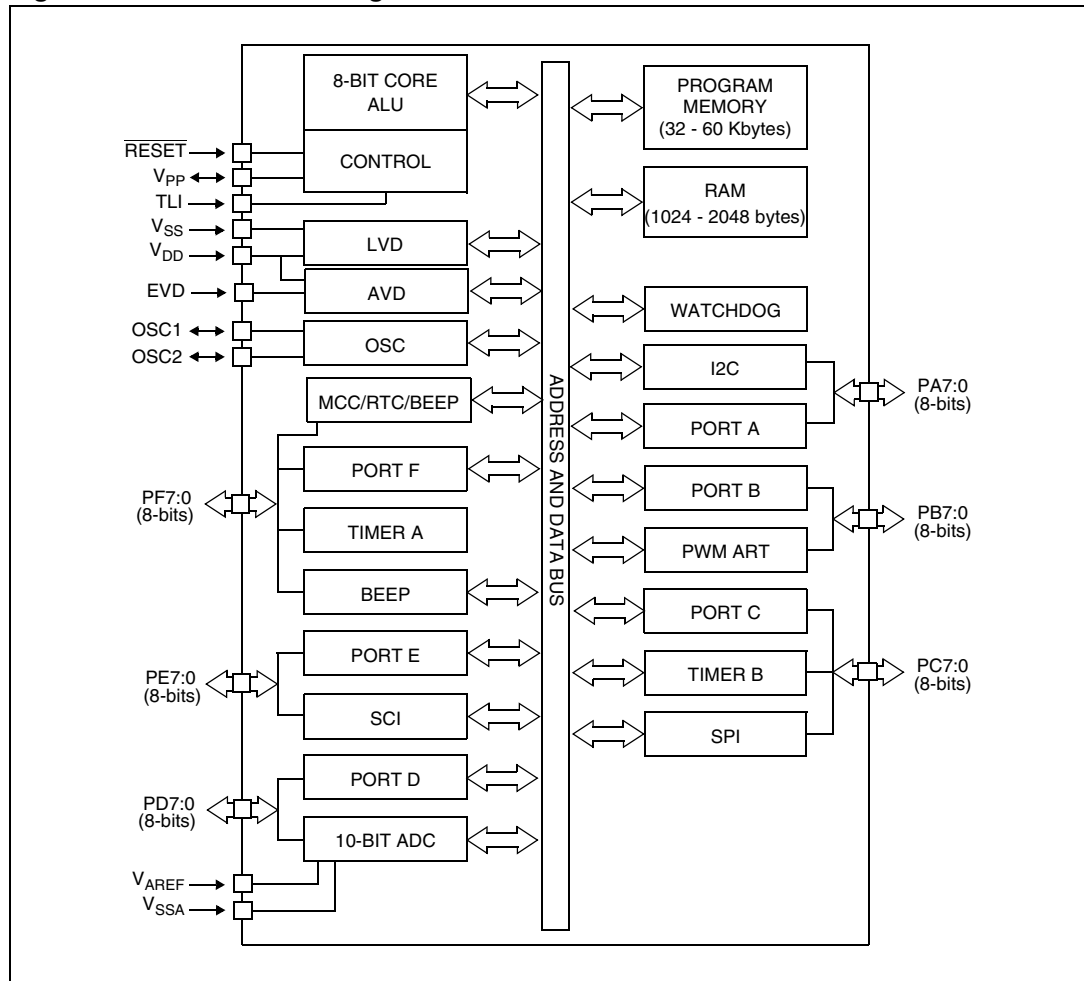 8-BIT CORE
ALU
CONTROL
RESET
VPP
TLI
VSS
VDD
EVD
OSC1
OSC2
LVD
AVD
OSC
MCC/RTC/BEEP
PORT F
TIMER A
BEEP
PF7:0
(8-bits)
PORT E
SCI
PE7:0
(8-bits)
PORT D
10-BIT ADC
PD7:0
(8-bits)
VAREF
VSSA
ADDRESS AND DATA BUS
PROGRAM
MEMORY
(32 - 60 Kbytes)
RAM
(1024 - 2048 bytes)
WATCHDOG
I2C
PORT A
PA7:0
(8-bits)
PORT B
PWM ART
PB7:0
(8-bits)
PORT C
TIMER B
SPI
PC7:0
(8-bits)